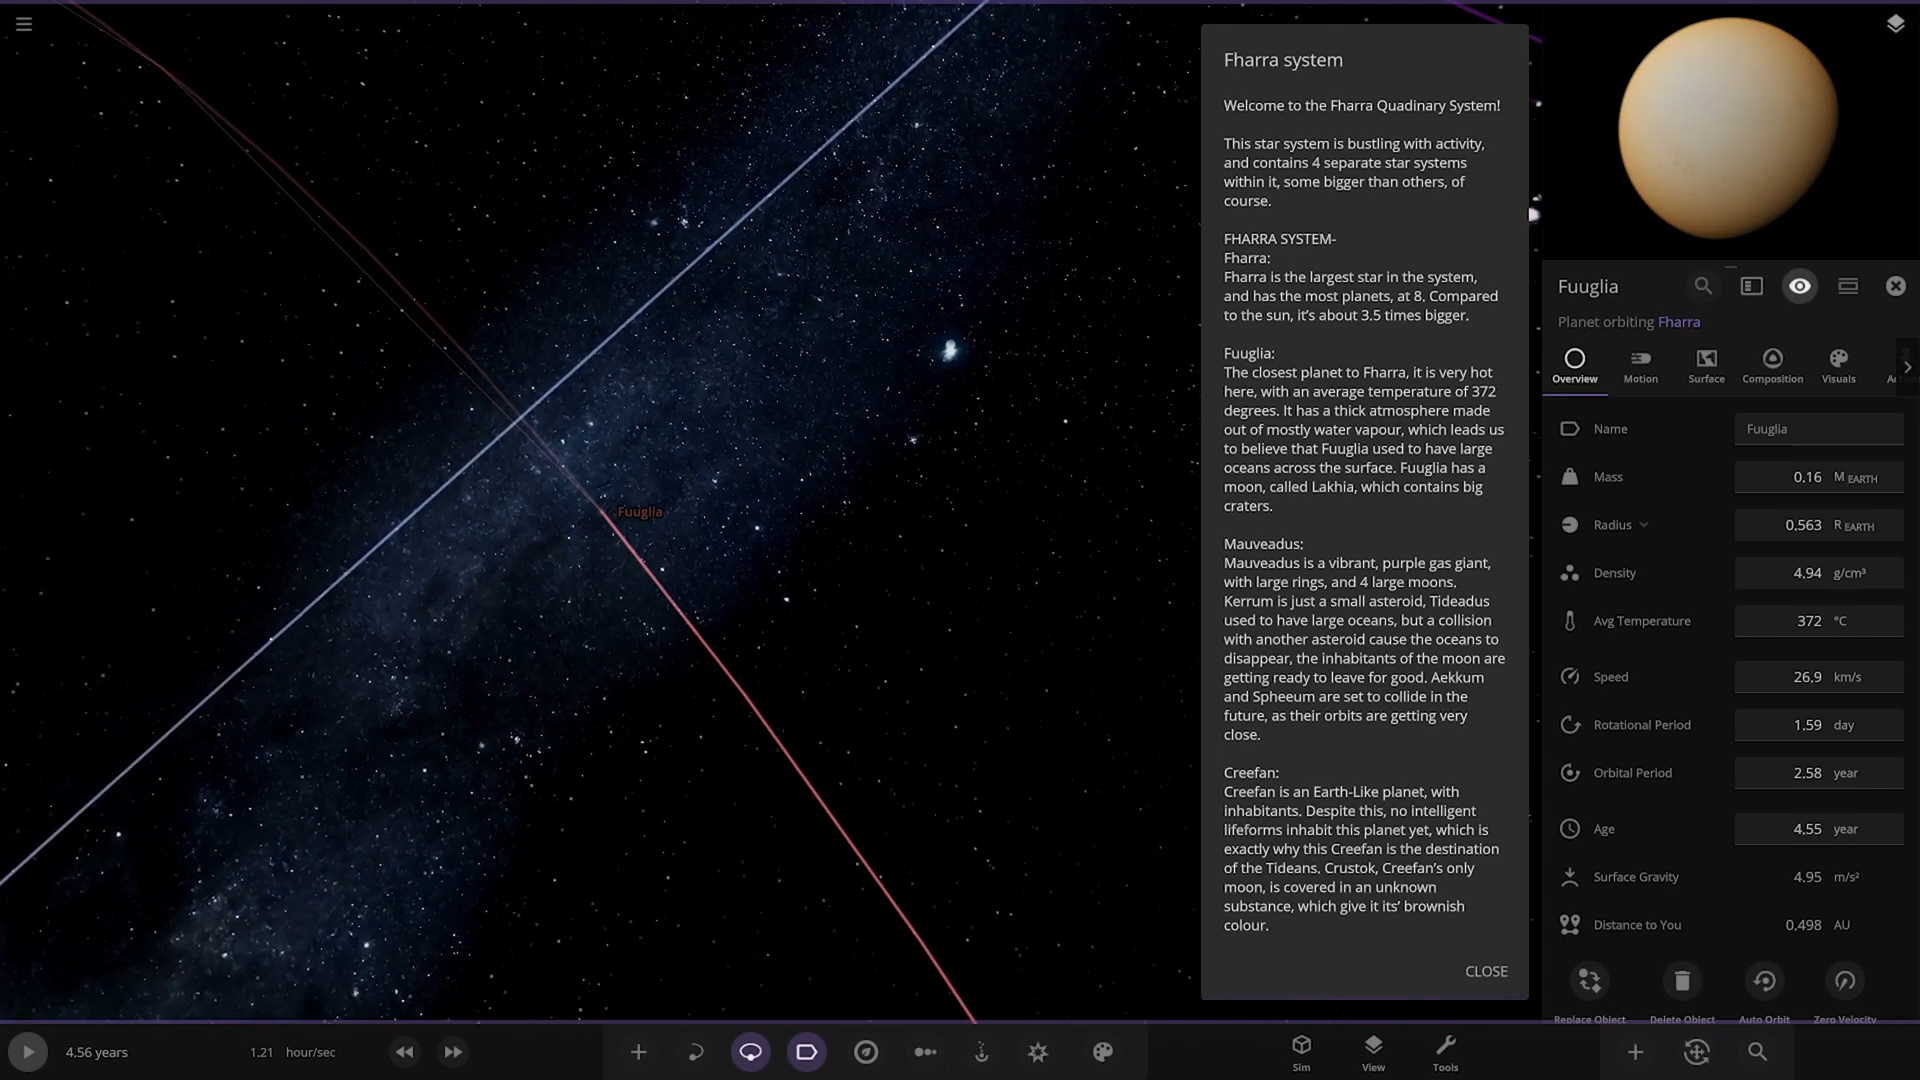 Fharra system
Welcome to the Fharra Quadinary System!
This star system is bustling with activity,
and contains 4 separate star systems
within it, some bigger than others, of
course.
FHARRA SYSTEM-
Fharra:
Fharra is the largest star in the system,
and has the most planets, at 8. Compared
to the sun, it's about 3.5 times bigger.
Fuuglia:
The closest planet to Fharra, it is very hot
here, with an average temperature of 372
degrees. It has a thick atmosphere made
out of mostly water vapour, which leads us
to believe that Fuuglia used to have large
oceans across the surface. Fuuglia has a
moon, called Lakhia, which contains big
craters.
Mauveadus:
Mauveadus is a vibrant, purple gas giant,
with large rings, and 4 large moons.
Kerrum is just a small asteroid, Tideadus
used to have large oceans, but a collision
with another asteroid cause the oceans to
disappear, the inhabitants of the moon are
getting ready to leave for good. Aekkum
and Spheeum are set to collide in the
future, as their orbits are getting very
close.
Creefan:
Creefan is an Earth-Like planet, with
inhabitants. Despite this, no intelligent
lifeforms inhabit this planet yet, which is
exactly why this Creefan is the destination
of the Tideans. Crustok, Creefan's only
moon, is covered in an unknown
substance, which give it its' brownish
colour.
CLOSE
Fuuglia
Fuuglia
Planet orbiting Fharra
Overview Motion Surface Composition Visuals
Name Fuuglia
Mass 0.16 M EARTH
Radius 0.563 R EARTH
Density 4.94 g/cm³
Avg Temperature 372 °C
Speed 26.9 km/s
Rotational Period 1.59 day
Orbital Period 2.58 year
Age 4.55 year
Surface Gravity 4.95 m/s²
Distance to You 0.498 AU
Replace Object Delete Object Auto Orbit Zero Velocity
4.56 years 1.21 hour/sec
Sim View Tools